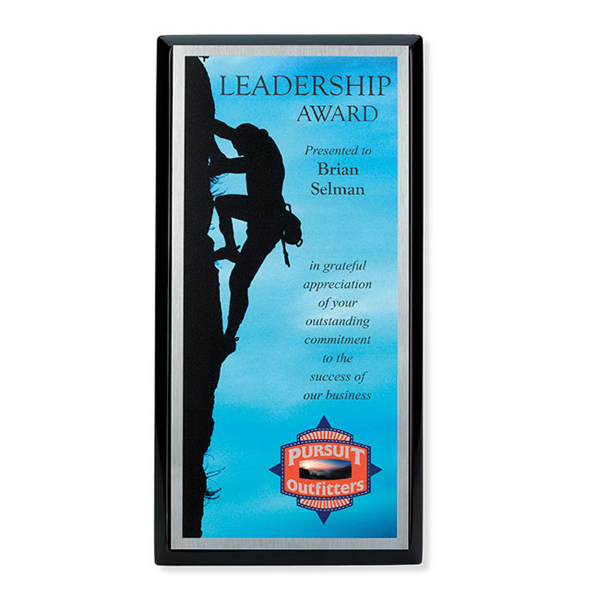 LEADERSHIP
AWARD
Presented to
Brian
Selman
in grateful
appreciation
of your
outstanding
commitment
to the
success of
our business
PURSUIT
Outfitters